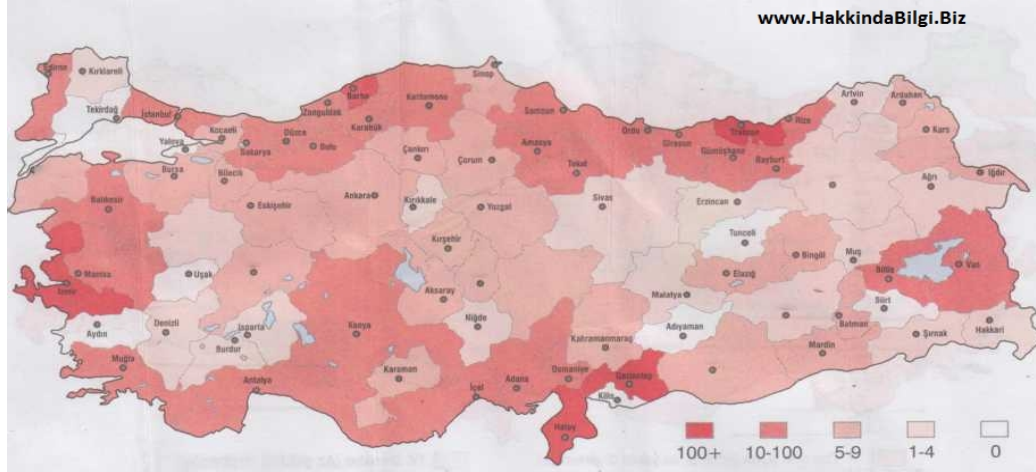 www.HakkindaBilgi.Biz
Kırklareli
Sinop
Artvin
Ardahan
Tekirdağ
İstanbul
Zonguldak
Kastamonu
Samsun
Ordu
Rize
Kars
Yalova
Kocaeli
Sakarya
Düzce
Bolu
Karabük
Çankırı
Çorum
Amasya
Tokat
Giresun
Gümüşhane
Bayburt
Iğdır
Bursa
Bilecik
Ağrı
Balıkesir
Eskişehir
Ankara
Kırıkkale
Yozgat
Sivas
Erzincan
Kırşehir
Tunceli
Bingöl
Muş
Van
Manisa
Uşak
Elazığ
Bitlis
İzmir
Aksaray
Malatya
Siirt
Aydın
Denizli
Isparta
Burdur
Konya
Niğde
Adıyaman
Batman
Şırnak
Hakkari
Kahramanmaraş
Mardin
Muğla
Antalya
Karaman
İçel
Adana
Osmaniye
Gaziantep
Kilis
Hatay
100+ 10-100 5-9 1-4 0